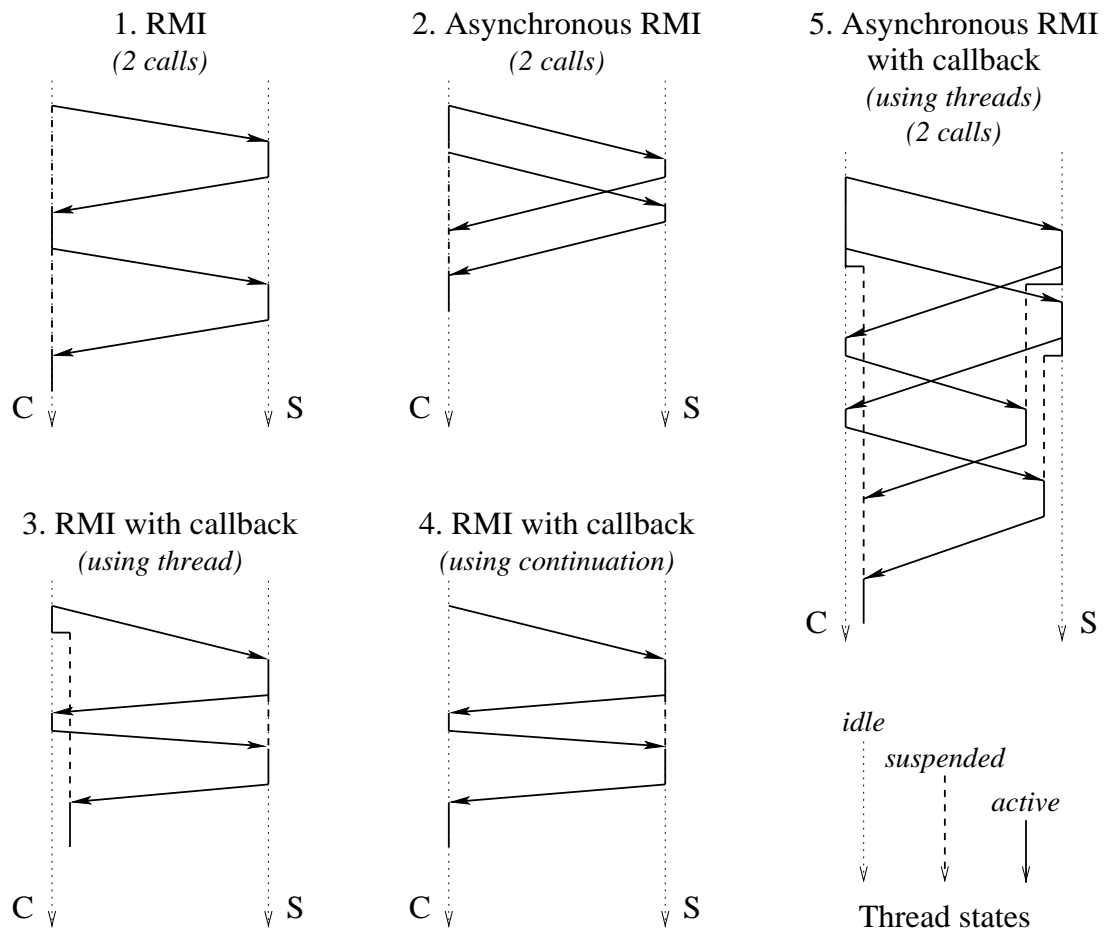 1. RMI
(2 calls)
C
S
2. Asynchronous RMI
(2 calls)
C
S
5. Asynchronous RMI
with callback
(using threads)
(2 calls)
C
S
3. RMI with callback
(using thread)
C
S
4. RMI with callback
(using continuation)
C
S
idle
suspended
active
Thread states